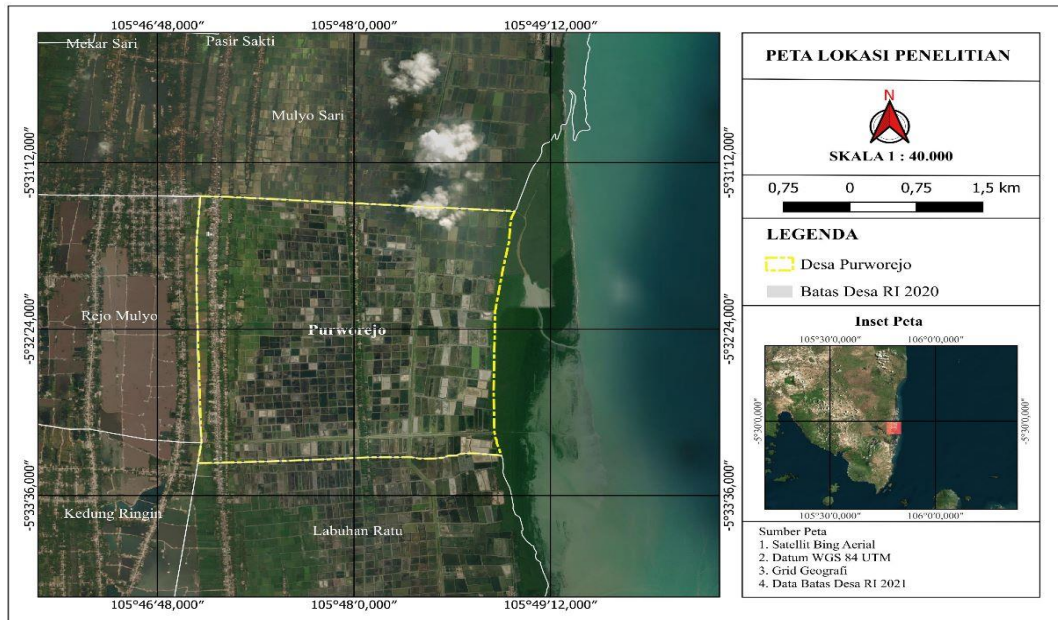 105°46′48,000″ 105°48′0,000″ 105°49′12,000″
Mekar Sari
Pasir Sakti
Mulyo Sari
-5°31′12,000″ -5°31′12,000″
Rejo Mulyo
Purworejo
-5°32′24,000″ -5°32′24,000″
-5°33′36,000″ -5°33′36,000″
Kedung Ringin
Labuhan Ratu
105°46′48,000″ 105°48′0,000″ 105°49′12,000″
PETA LOKASI PENELITIAN
N
SKALA 1 : 40.000
0,75 0 0,75 1,5 km
LEGENDA
Desa Purworejo
Batas Desa RI 2020
Inset Peta
105°30′0,000″ 106°0′0,000″
-5°30′0,000″ -5°30′0,000″
105°30′0,000″ 106°0′0,000″
Sumber Peta
1. Satellit Bing Aerial
2. Datum WGS 84 UTM
3. Grid Geografi
4. Data Batas Desa RI 2021